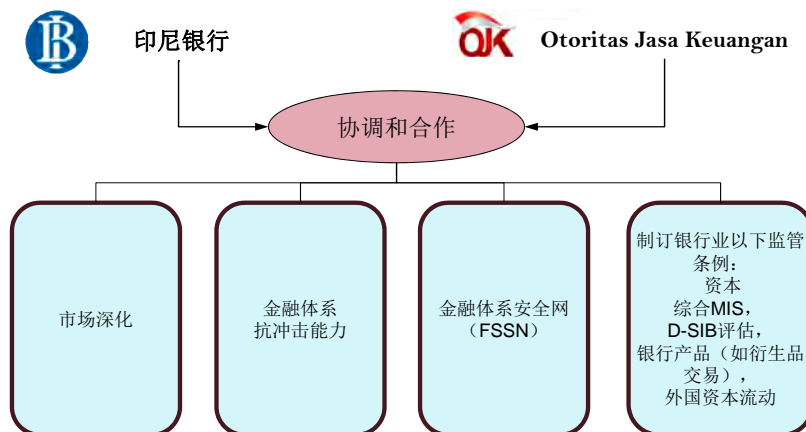 印尼银行
OJK Otoritas Jasa Keuangan
协调和合作
市场深化
金融体系
抗冲击能力
金融体系安全网
（FSSN）
制订银行业以下监管
条例：
资本
综合MIS，
D-SIB评估，
银行产品（如衍生品
交易），
外国资本流动